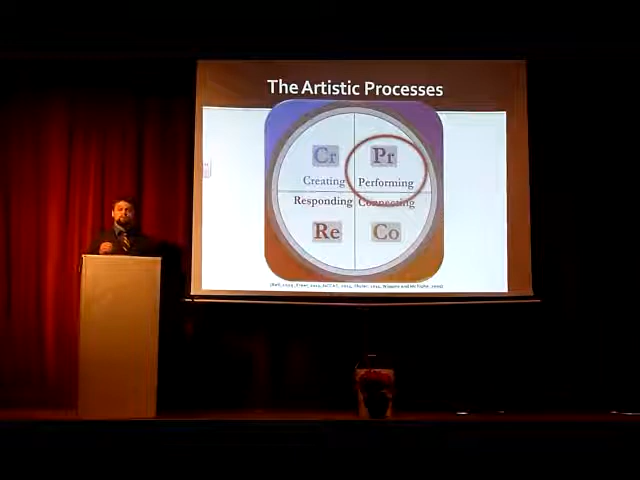 The Artistic Processes
Cr Pr
Creating Performing
Responding Connecting
Re Co